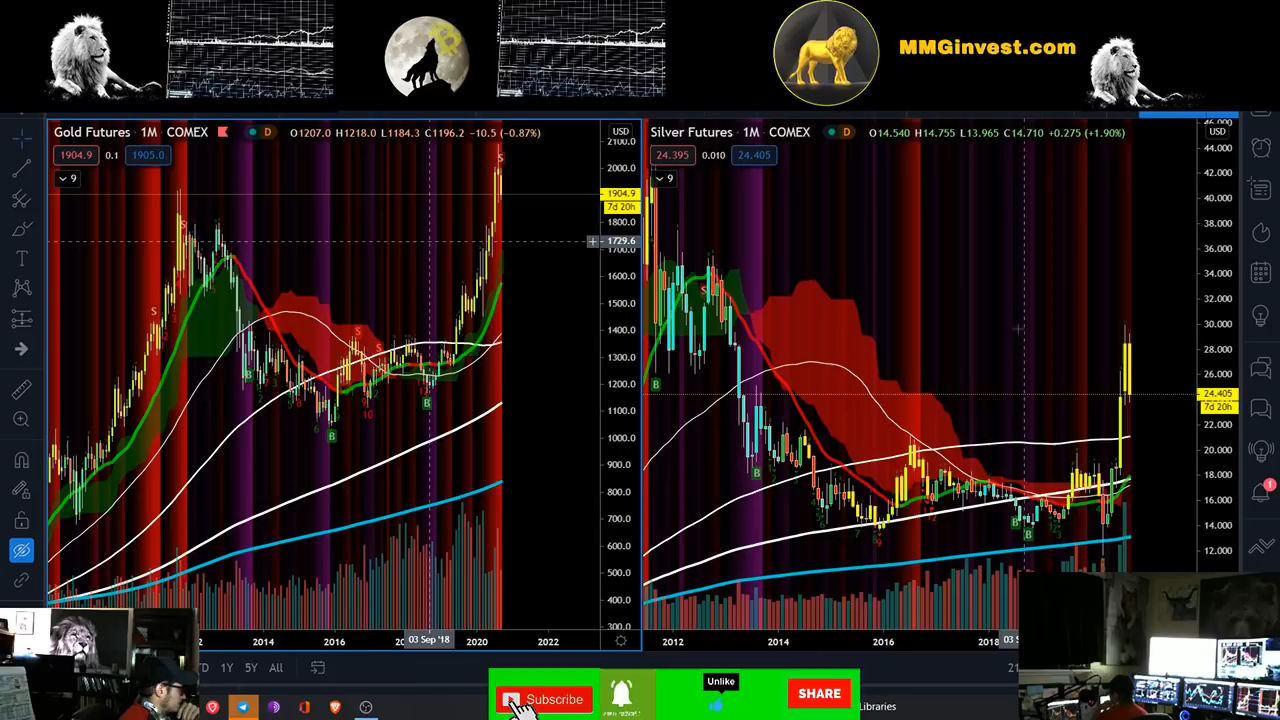 MMGinvest.com
Gold Futures · 1M · COMEX D O1207.0 H1218.0 L1184.3 C1196.2 -10.5 (-0.87%)
1904.9 0.1 1905.0
9
USD
2100.0
2000.0
1904.9
7d 20h
1800.0
1729.6
1600.0
1500.0
1400.0
1300.0
1200.0
1100.0
1000.0
900.0
800.0
700.0
600.0
500.0
400.0
300.0
2014 2016 03 Sep '18 2020 2022
Silver Futures · 1M · COMEX D O14.540 H14.755 L13.965 C14.710 +0.275 (+1.90%)
24.395 0.010 24.405
9
USD
44.000
42.000
40.000
38.000
36.000
34.000
32.000
30.000
28.000
26.000
24.405
7d 20h
22.000
20.000
18.000
16.000
14.000
12.000
2012 2014 2016 2018 03 S
1Y 5Y All
Subscribe
Unlike
SHARE
Libraries
1